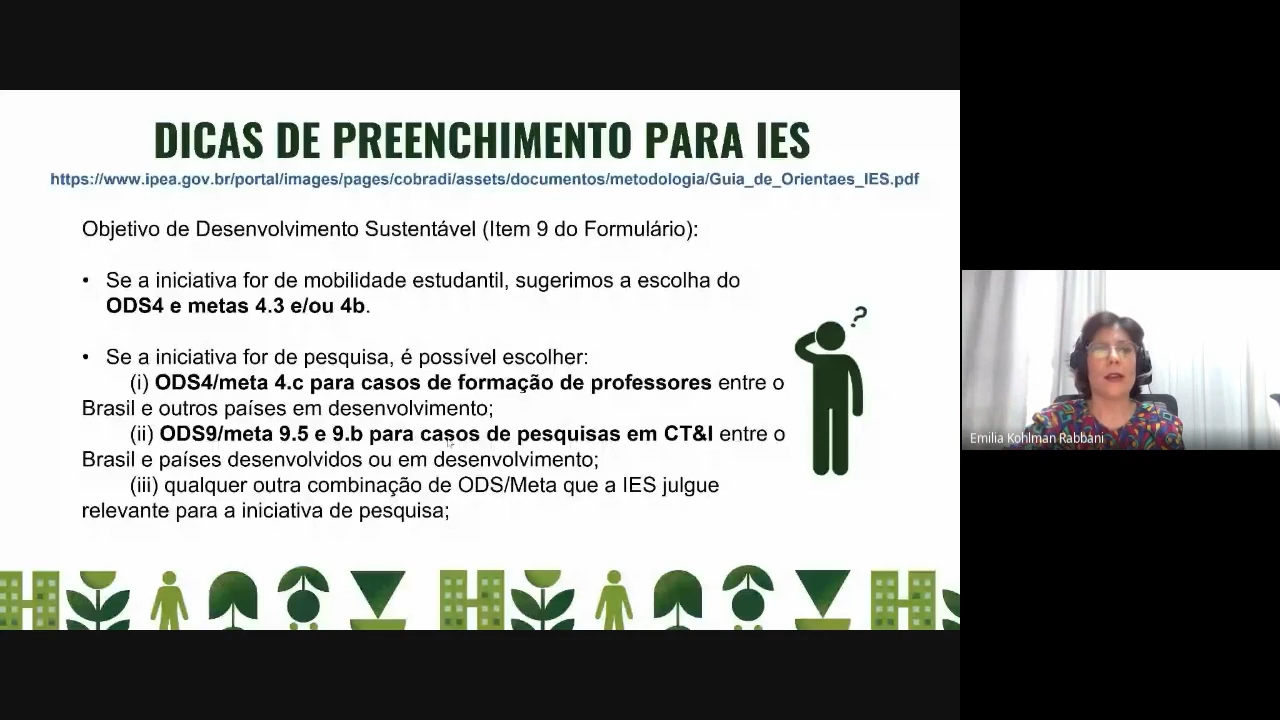 DICAS DE PREENCHIMENTO PARA IES
https://www.ipea.gov.br/portal/images/pages/cobradi/assets/documentos/metodologia/Guia_de_Orientaes_IES.pdf
Objetivo de Desenvolvimento Sustentável (Item 9 do Formulário):
• Se a iniciativa for de mobilidade estudantil, sugerimos a escolha do
ODS4 e metas 4.3 e/ou 4b.
• Se a iniciativa for de pesquisa, é possível escolher:
(i) ODS4/meta 4.c para casos de formação de professores entre o
Brasil e outros países em desenvolvimento;
(ii) ODS9/meta 9.5 e 9.b para casos de pesquisas em CT&I entre o
Brasil e países desenvolvidos ou em desenvolvimento;
(iii) qualquer outra combinação de ODS/Meta que a IES julgue
relevante para a iniciativa de pesquisa;
?
Emilia Kohlman Rabbani